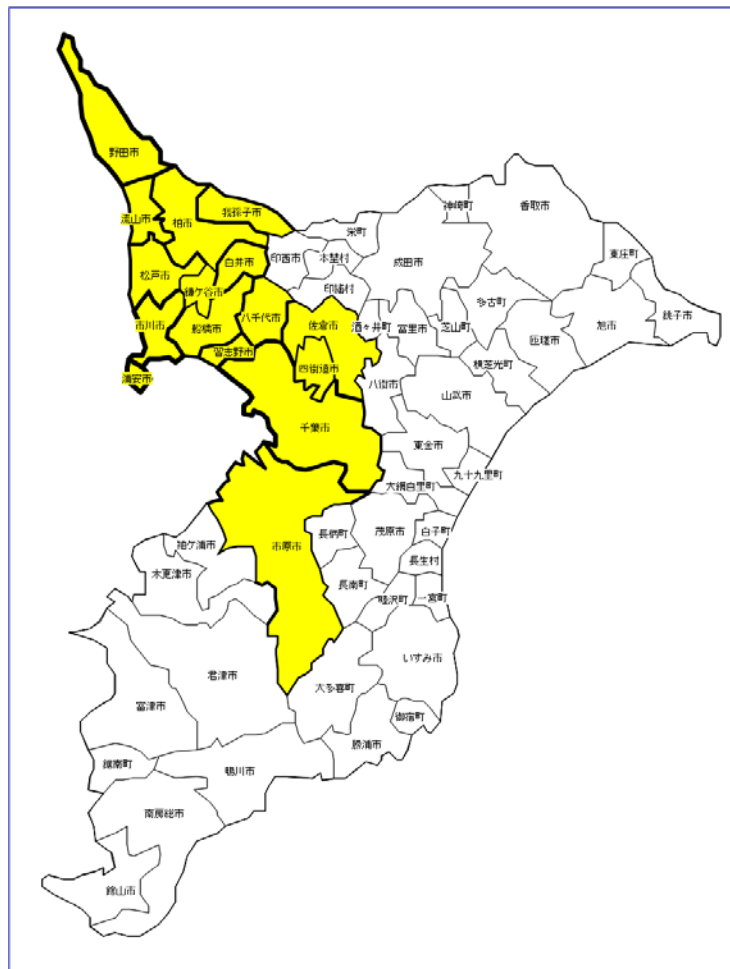 野田市
流山市
柏市
我孫子市
松戸市
鎌ケ谷市
白井市
市川市
船橋市
八千代市
習志野市
浦安市
佐倉市
四街道市
千葉市
市原市
印西市
栄町
本埜村
印旛村
成田市
神崎町
香取市
東庄町
銚子市
旭市
匝瑳市
多古町
芝山町
横芝光町
富里市
酒々井町
八街市
山武市
東金市
九十九里町
大網白里町
白子町
茂原市
長柄町
長生村
長南町
睦沢町
一宮町
いすみ市
大多喜町
御宿町
勝浦市
袖ケ浦市
木更津市
君津市
富津市
鋸南町
鴨川市
南房総市
館山市